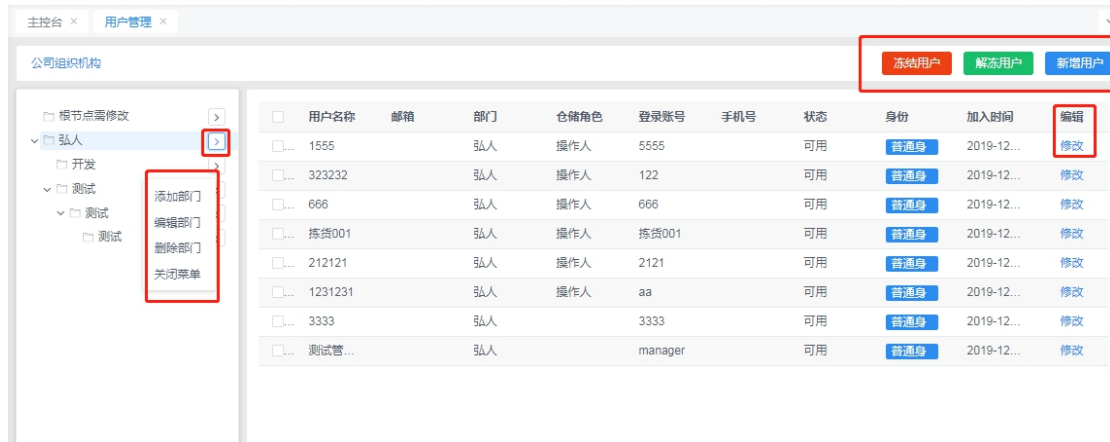 主控台 × 用户管理 ×
公司组织机构 冻结用户 解冻用户 新增用户
根节点需修改
弘人
开发
测试
测试
测试
添加部门
编辑部门
删除部门
关闭菜单
用户名称 邮箱 部门 仓储角色 登录账号 手机号 状态 身份 加入时间 编辑
... 1555 弘人 操作人 5555 可用 普通身 2019-12... 修改
... 323232 弘人 操作人 122 可用 普通身 2019-12... 修改
... 666 弘人 操作人 666 可用 普通身 2019-12... 修改
... 拣货001 弘人 操作人 拣货001 可用 普通身 2019-12... 修改
... 212121 弘人 操作人 2121 可用 普通身 2019-12... 修改
... 1231231 弘人 操作人 aa 可用 普通身 2019-12... 修改
... 3333 弘人 3333 可用 普通身 2019-12... 修改
... 测试管... 弘人 manager 可用 普通身 2019-12... 修改